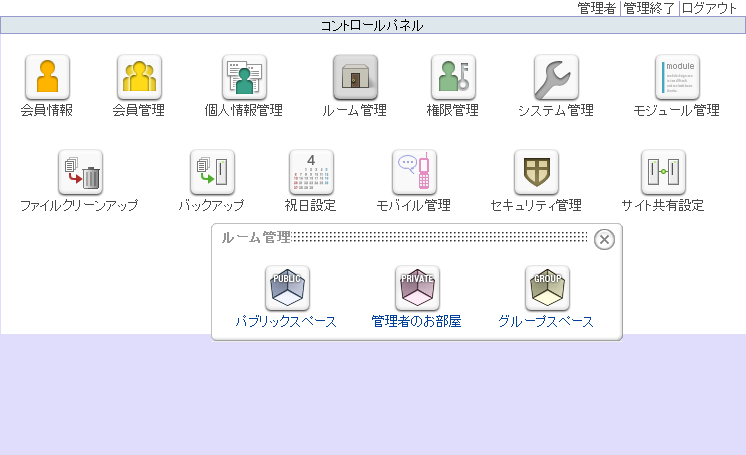 管理者|管理終了|ログアウト
コントロールパネル
会員情報 会員管理 個人情報管理 ルーム管理 権限管理 システム管理 module モジュール管理
4
ファイルクリーンアップ バックアップ 祝日設定 モバイル管理 セキュリティ管理 サイト共有設定
ルーム管理
PUBLIC PRIVATE GROUP
パブリックスペース 管理者のお部屋 グループスペース